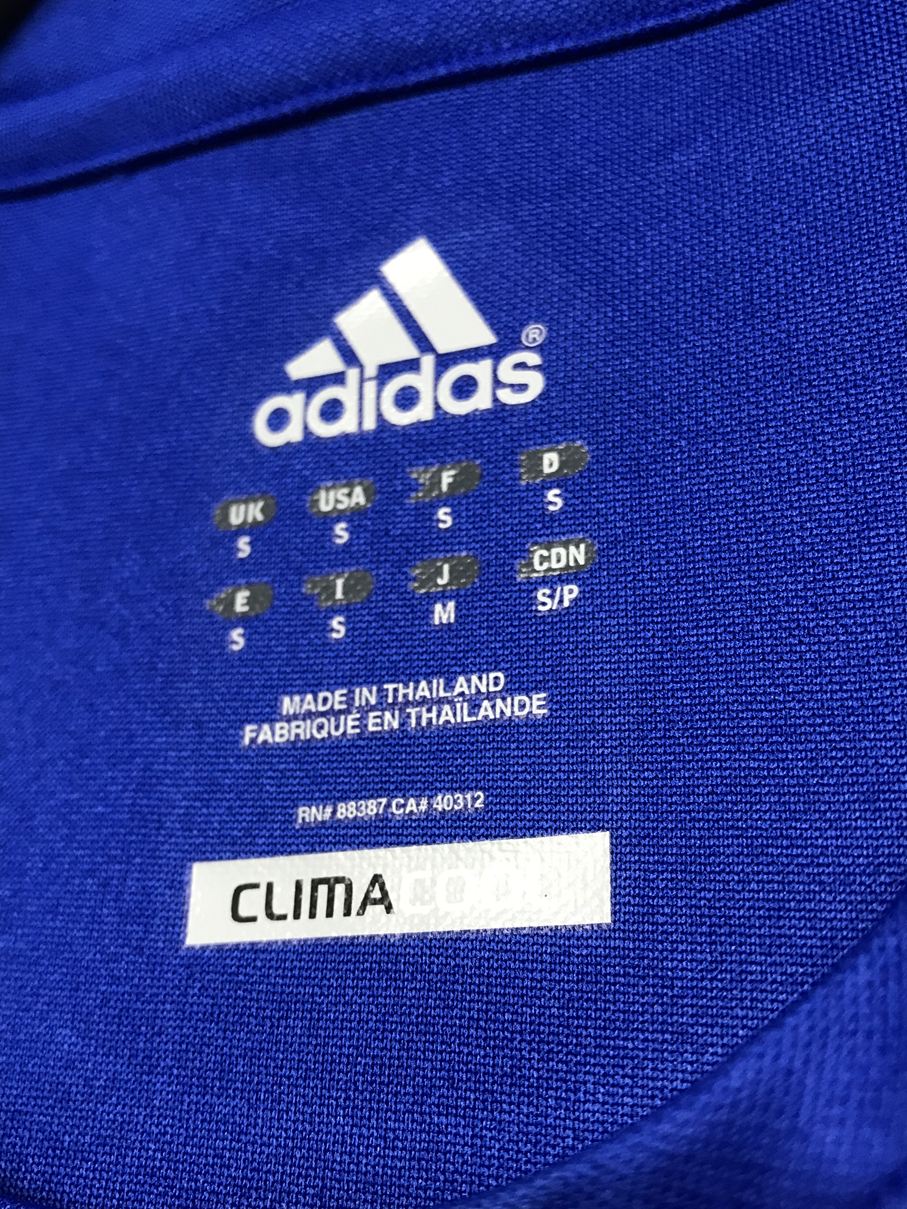 adidas®
UK USA F D
S S S S
E I J CDN
S S M S/P
MADE IN THAILAND
FABRIQUÉ EN THAÏLANDE
RN# 88387 CA# 40312
CLIMA